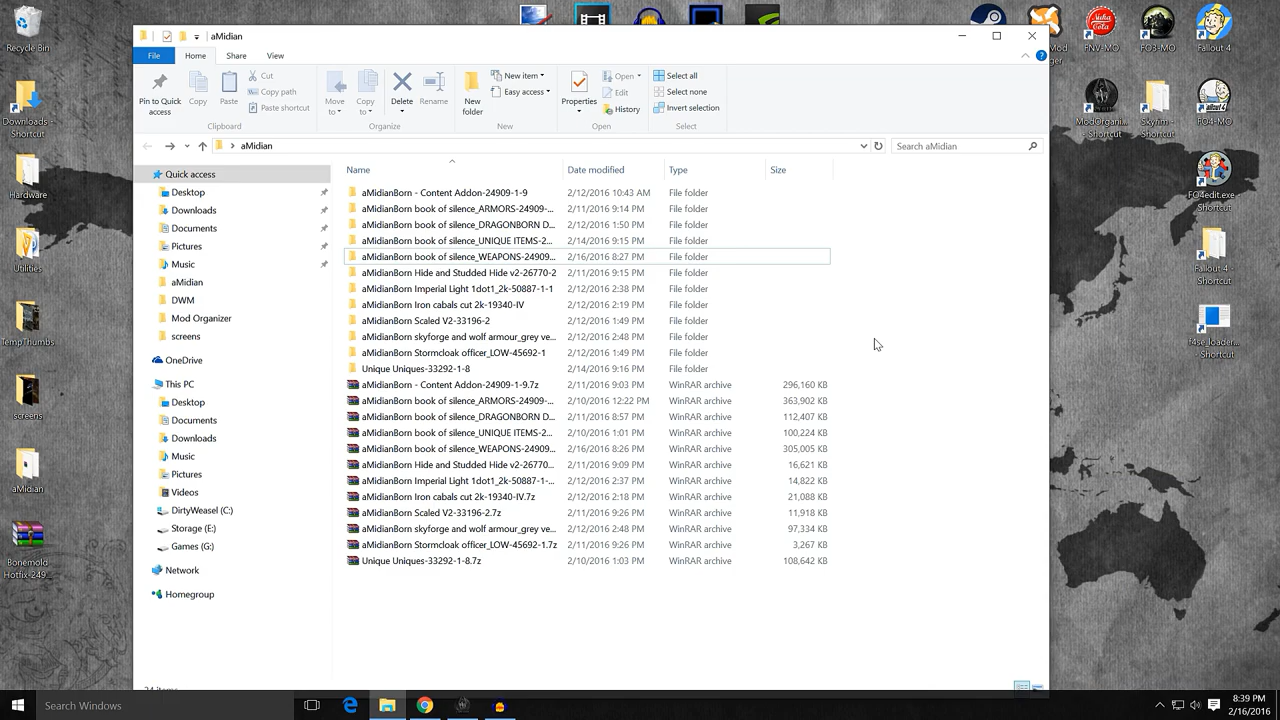 aMidian
File
Home
Share
View
Pin to Quick access
Copy
Paste
Cut
Copy path
Paste shortcut
Clipboard
Move to
Copy to
Delete
Rename
Organize
New folder
New item
Easy access
New
Properties
Open
Edit
History
Open
Select all
Select none
Invert selection
Select
aMidian
Search aMidian
Name
Date modified
Type
Size
Quick access
Desktop
Downloads
Documents
Pictures
Music
aMidian
DWM
Mod Organizer
screens
OneDrive
This PC
Desktop
Documents
Downloads
Music
Pictures
Videos
DirtyWeasel (C:)
Storage (E:)
Games (G:)
Network
Homegroup
aMidianBorn - Content Addon-24909-1-9 2/12/2016 10:43 AM File folder
aMidianBorn book of silence_ARMORS-24909-... 2/11/2016 9:14 PM File folder
aMidianBorn book of silence_DRAGONBORN D... 2/12/2016 1:50 PM File folder
aMidianBorn book of silence_UNIQUE ITEMS-2... 2/14/2016 9:15 PM File folder
aMidianBorn book of silence_WEAPONS-24909... 2/16/2016 8:27 PM File folder
aMidianBorn Hide and Studded Hide v2-26770-2 2/11/2016 9:15 PM File folder
aMidianBorn Imperial Light 1dot1_2k-50887-1-1 2/12/2016 2:38 PM File folder
aMidianBorn Iron cabals cut 2k-19340-IV 2/12/2016 2:19 PM File folder
aMidianBorn Scaled V2-33196-2 2/12/2016 1:49 PM File folder
aMidianBorn skyforge and wolf armour_grey ve... 2/12/2016 2:48 PM File folder
aMidianBorn Stormcloak officer_LOW-45692-1 2/12/2016 1:49 PM File folder
Unique Uniques-33292-1-8 2/14/2016 9:16 PM File folder
aMidianBorn - Content Addon-24909-1-9.7z 2/11/2016 9:03 PM WinRAR archive 296,160 KB
aMidianBorn book of silence_ARMORS-24909-... 2/10/2016 12:22 PM WinRAR archive 363,902 KB
aMidianBorn book of silence_DRAGONBORN D... 2/11/2016 8:57 PM WinRAR archive 112,407 KB
aMidianBorn book of silence_UNIQUE ITEMS-2... 2/10/2016 1:01 PM WinRAR archive 100,224 KB
aMidianBorn book of silence_WEAPONS-24909... 2/16/2016 8:26 PM WinRAR archive 305,005 KB
aMidianBorn Hide and Studded Hide v2-26770... 2/11/2016 9:09 PM WinRAR archive 16,621 KB
aMidianBorn Imperial Light 1dot1_2k-50887-1-... 2/12/2016 2:37 PM WinRAR archive 14,822 KB
aMidianBorn Iron cabals cut 2k-19340-IV.7z 2/12/2016 2:18 PM WinRAR archive 21,088 KB
aMidianBorn Scaled V2-33196-2.7z 2/11/2016 9:26 PM WinRAR archive 11,918 KB
aMidianBorn skyforge and wolf armour_grey ve... 2/12/2016 2:48 PM WinRAR archive 97,334 KB
aMidianBorn Stormcloak officer_LOW-45692-1.7z 2/11/2016 9:26 PM WinRAR archive 3,267 KB
Unique Uniques-33292-1-8.7z 2/10/2016 1:03 PM WinRAR archive 108,642 KB
Recycle Bin
Downloads - Shortcut
Hardware
Utilities
TempThumbs
screens
aMidian
Bonemold Hotfix-249...
FNV-MO
FO3-MO
Fallout 4
ModOrgani... - Shortcut
Skyrim - Shortcut
FO4-MO
FO4edit.exe - Shortcut
Fallout 4 - Shortcut
f4se_loader... - Shortcut
Search Windows
8:39 PM
2/16/2016